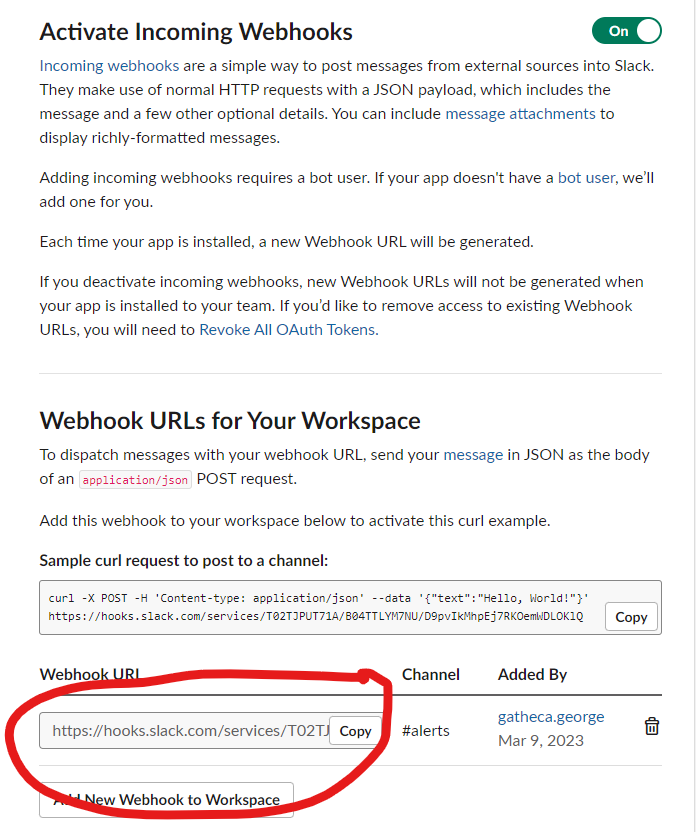 Activate Incoming Webhooks
On
Incoming webhooks are a simple way to post messages from external sources into Slack.
They make use of normal HTTP requests with a JSON payload, which includes the
message and a few other optional details. You can include message attachments to
display richly-formatted messages.
Adding incoming webhooks requires a bot user. If your app doesn't have a bot user, we'll
add one for you.
Each time your app is installed, a new Webhook URL will be generated.
If you deactivate incoming webhooks, new Webhook URLs will not be generated when
your app is installed to your team. If you'd like to remove access to existing Webhook
URLs, you will need to Revoke All OAuth Tokens.
Webhook URLs for Your Workspace
To dispatch messages with your webhook URL, send your message in JSON as the body
of an application/json POST request.
Add this webhook to your workspace below to activate this curl example.
Sample curl request to post to a channel:
curl -X POST -H 'Content-type: application/json' --data '{"text":"Hello, World!"}'
https://hooks.slack.com/services/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
Copy
Webhook URL Channel Added By
https://hooks.slack.com/services/T02TJ Copy #alerts gatheca.george
Mar 9, 2023
Add New Webhook to Workspace